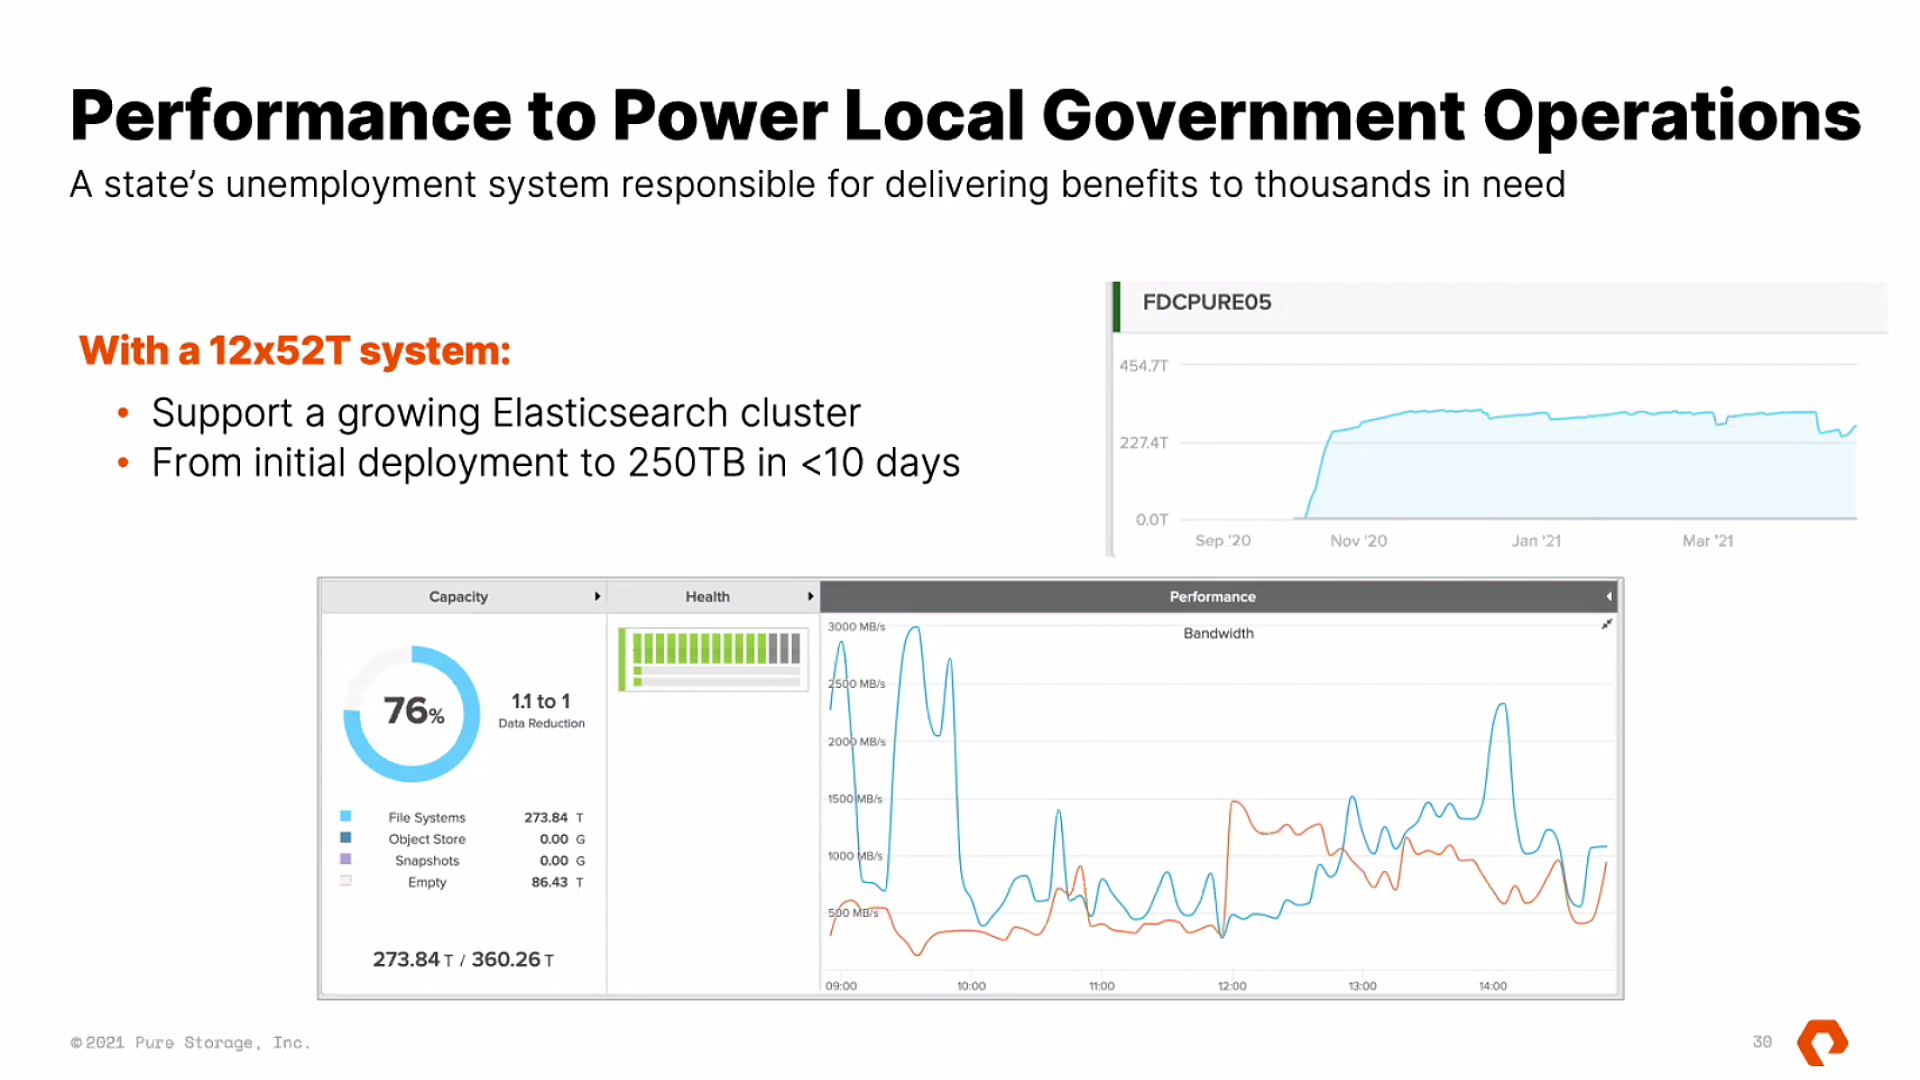 Performance to Power Local Government Operations
A state's unemployment system responsible for delivering benefits to thousands in need
With a 12x52T system:
• Support a growing Elasticsearch cluster
• From initial deployment to 250TB in <10 days
FDCPURE05
454.7T
227.4T
0.0T
Sep '20 Nov '20 Jan '21 Mar '21
Capacity
76%
1.1 to 1
Data Reduction
File Systems 273.84 T
Object Store 0.00 G
Snapshots 0.00 G
Empty 86.43 T
273.84 T / 360.26 T
Health
Performance
Bandwidth
3000 MB/s
2500 MB/s
2000 MB/s
1500 MB/s
1000 MB/s
500 MB/s
09:00 10:00 11:00 12:00 13:00 14:00
© 2021 Pure Storage, Inc.
30